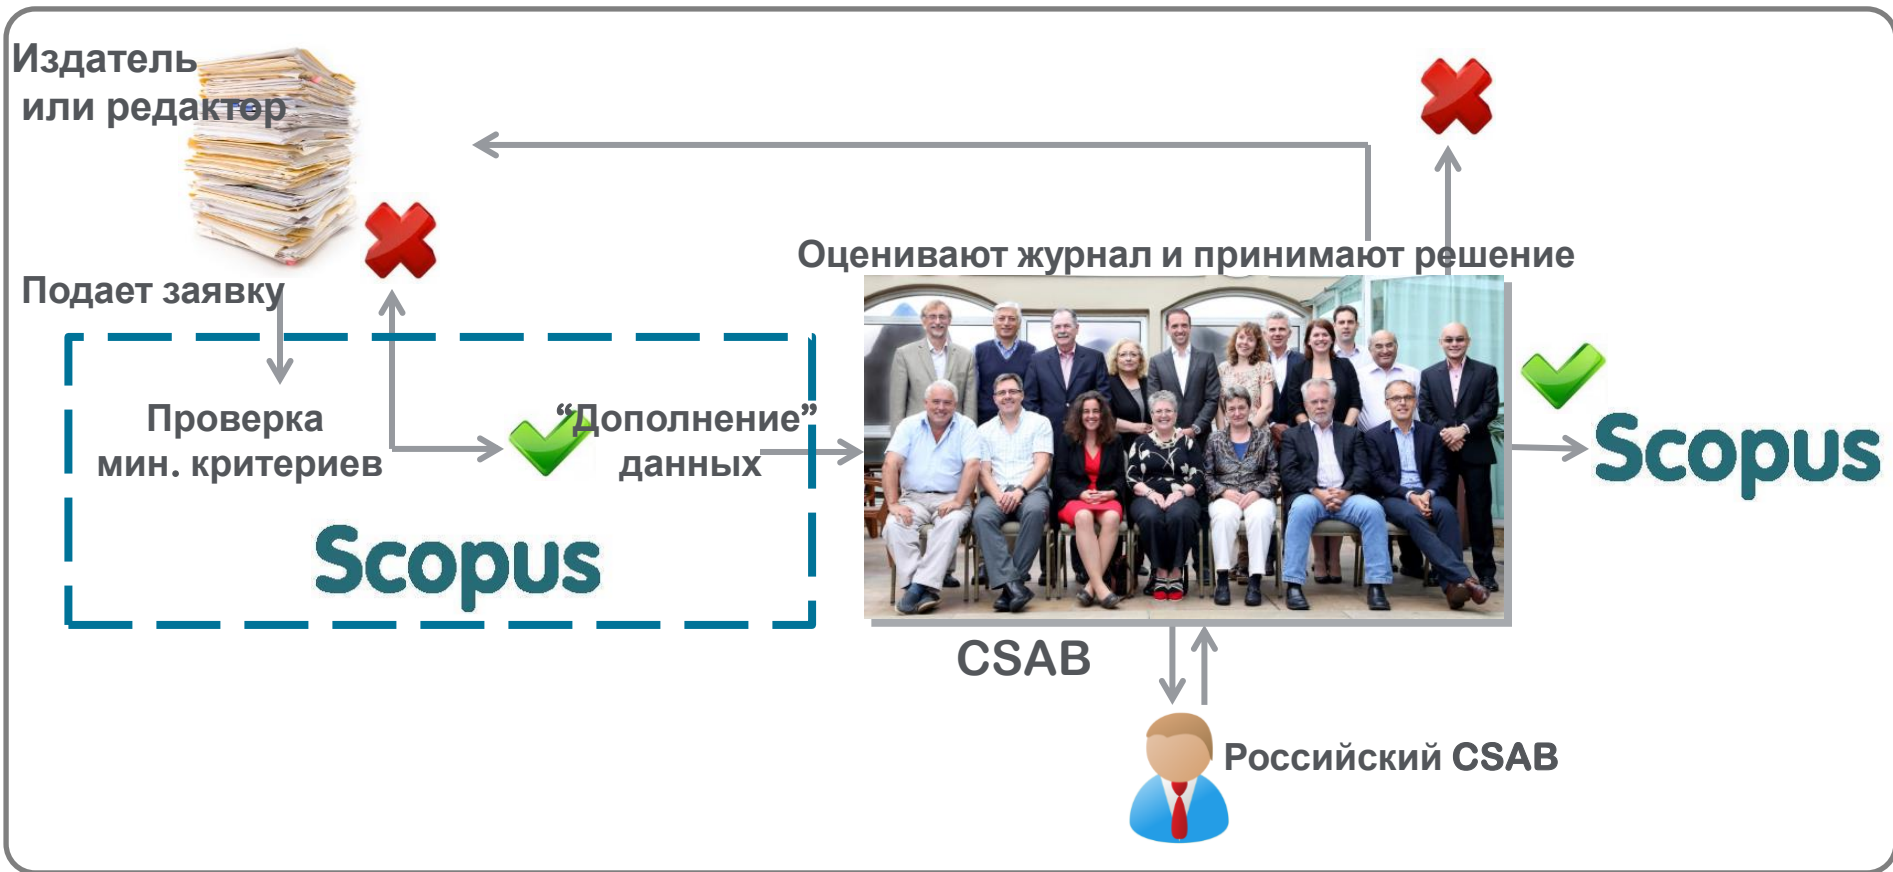 Издатель
или редактор
Подает заявку
Оценивают журнал и принимают решение
Проверка
мин. критериев
“Дополнение”
данных
Scopus
Scopus
CSAB
Российский CSAB